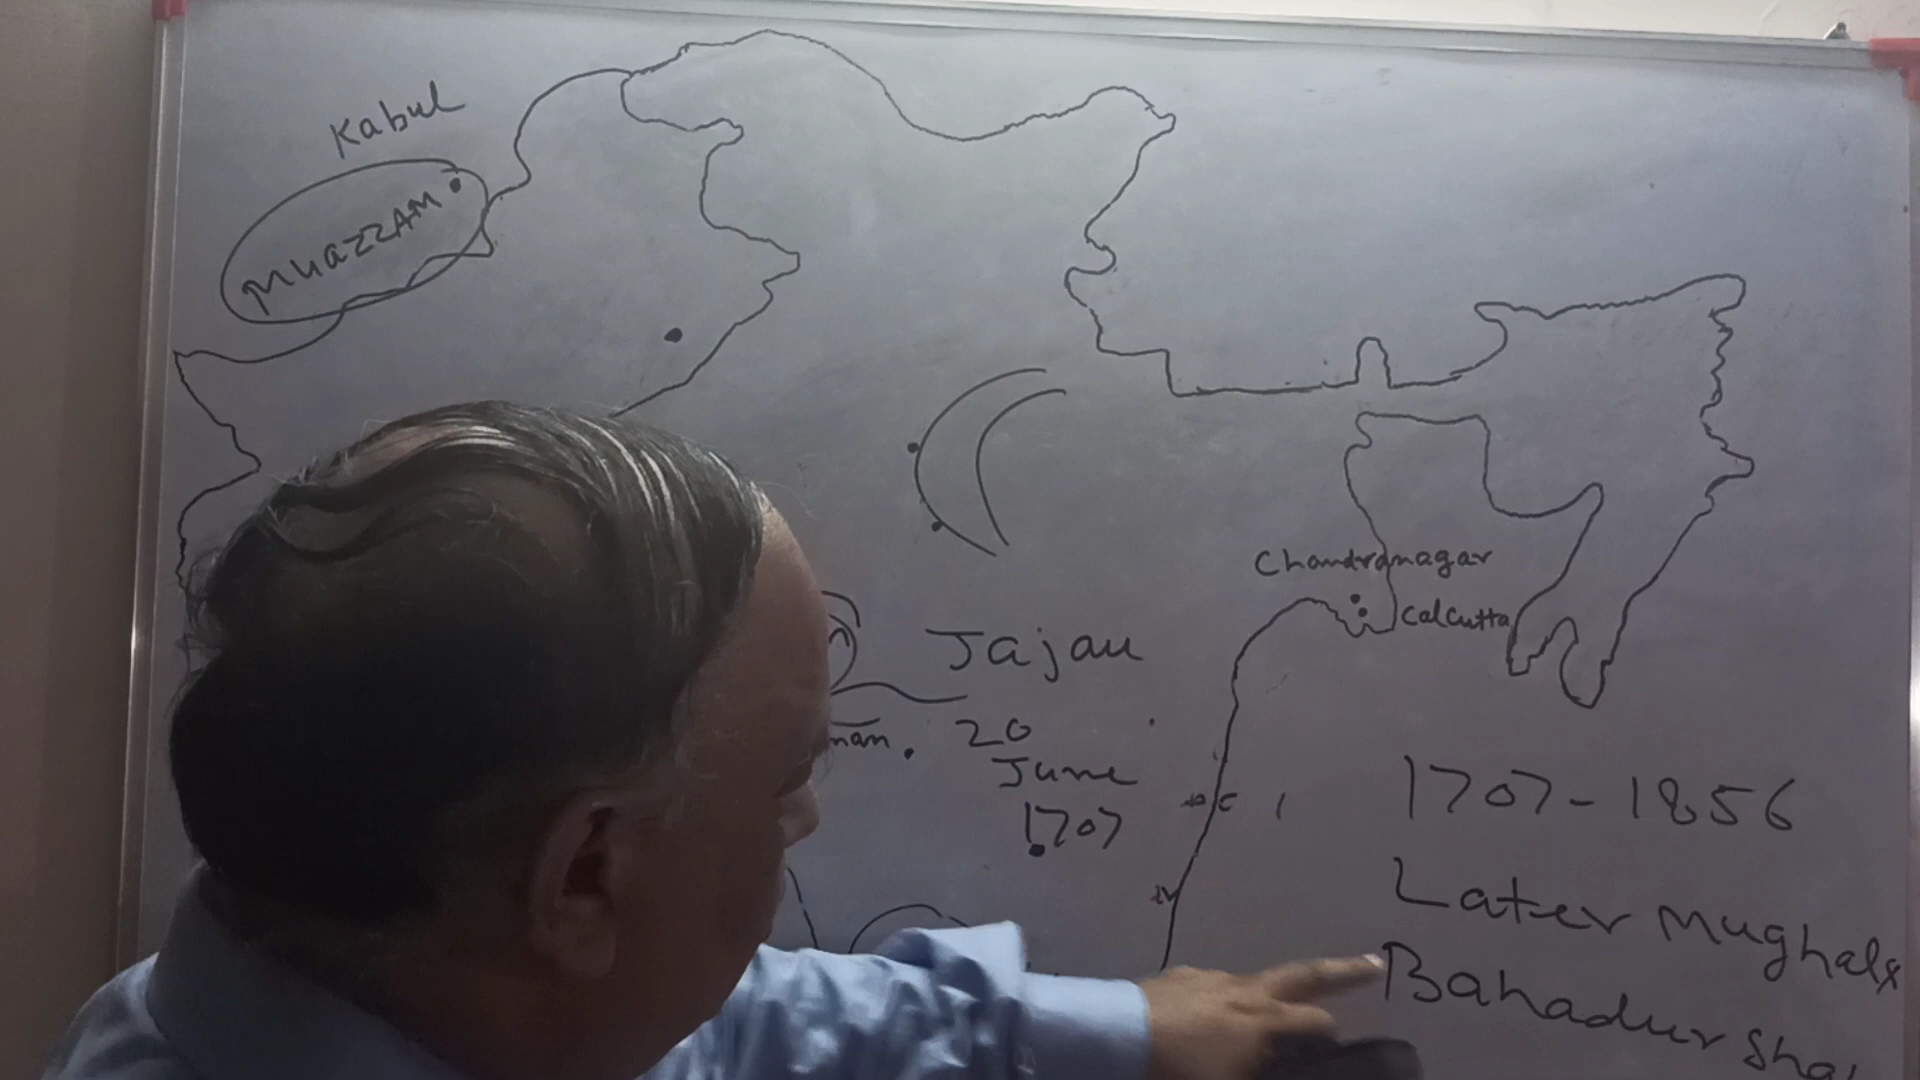 Kabul
MUAZZAM
Chandranagar
Calcutta
Jajau
20
June
1707
1707-1856
Later Mughals
Bahadur Sha